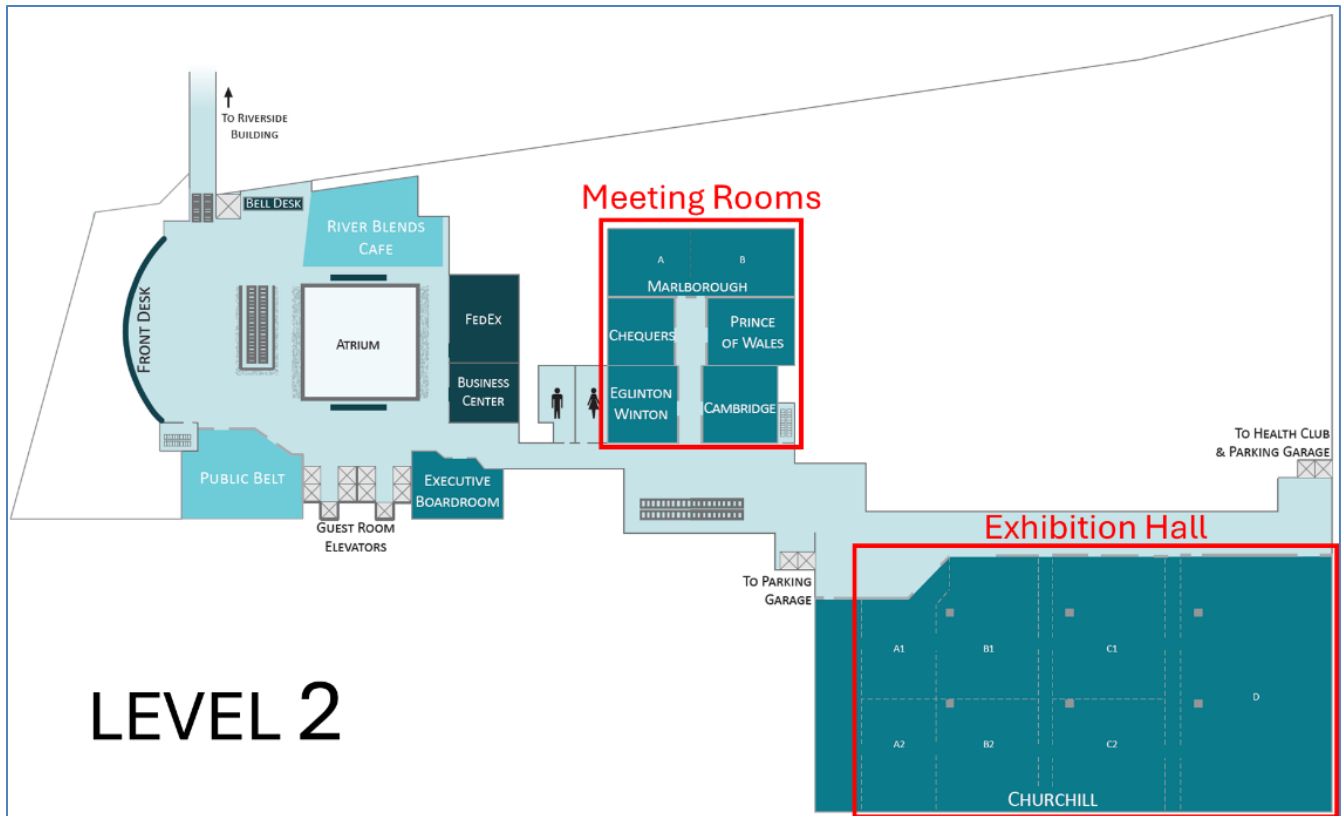 TO RIVERSIDE
BUILDING
BELL DESK
RIVER BLENDS
CAFE
Meeting Rooms
A
B
MARLBOROUGH
FRONT DESK
ATRIUM
FEDEX
BUSINESS
CENTER
CHEQUERS
PRINCE
OF WALES
EGLINTON
WINTON
CAMBRIDGE
PUBLIC BELT
GUEST ROOM
ELEVATORS
EXECUTIVE
BOARDROOM
TO HEALTH CLUB
& PARKING GARAGE
Exhibition Hall
TO PARKING
GARAGE
A1
B1
C1
D
A2
B2
C2
CHURCHILL
LEVEL 2